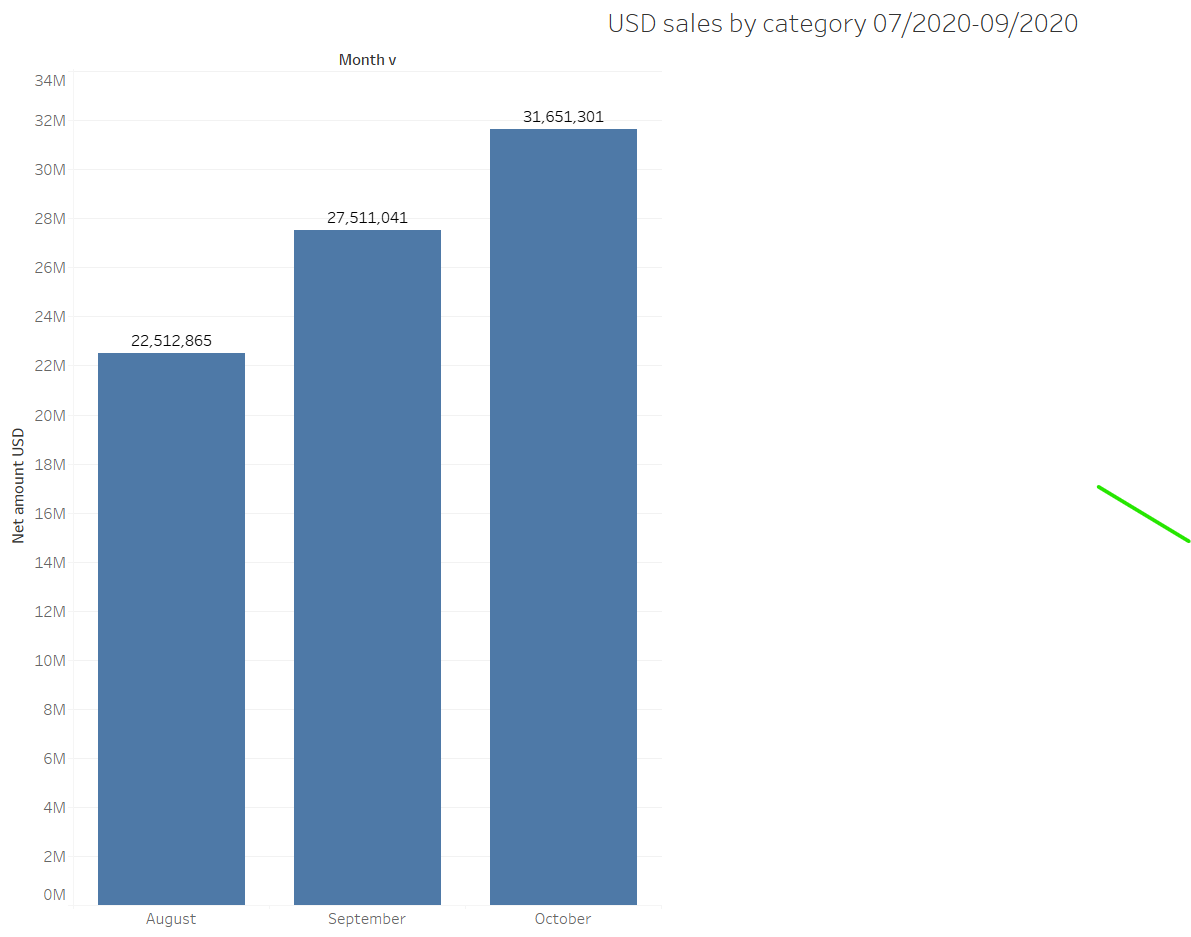 USD sales by category 07/2020-09/2020
Month v
34M
32M
30M
28M
26M
24M
22M
20M
18M
16M
14M
12M
10M
8M
6M
4M
2M
0M
Net amount USD
22,512,865
27,511,041
31,651,301
August
September
October